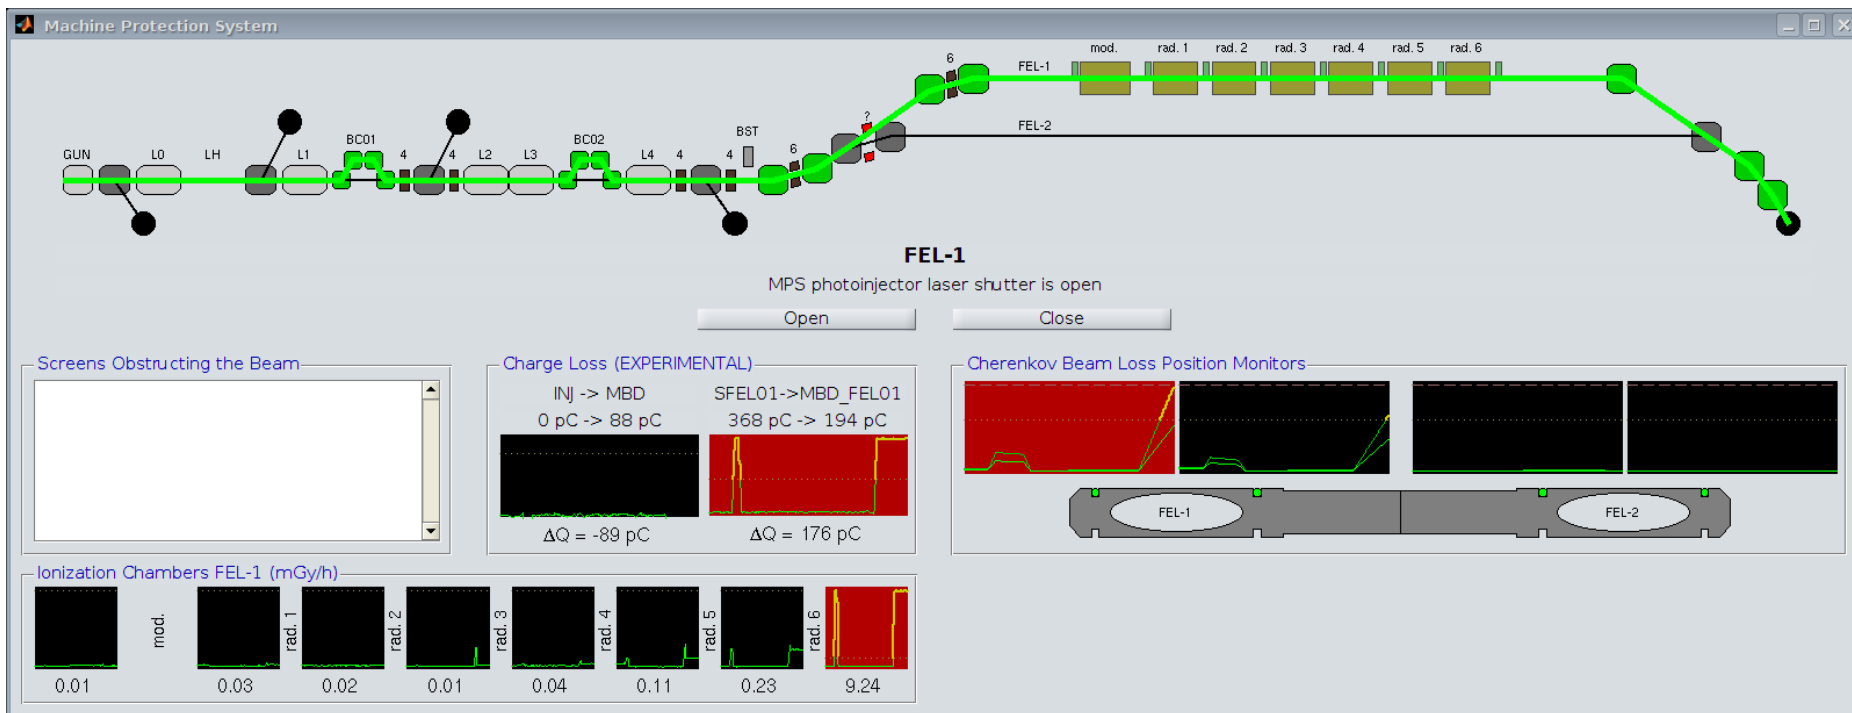 Machine Protection System
mod. rad. 1 rad. 2 rad. 3 rad. 4 rad. 5 rad. 6
6 FEL-1
? FEL-2
BST
BC01 BC02
6
GUN L0 LH L1 4 4 L2 L3 L4 4 4
FEL-1
MPS photoinjector laser shutter is open
Open Close
Screens Obstructing the Beam
Charge Loss (EXPERIMENTAL)
INJ -> MBD SFEL01->MBD_FEL01
0 pC -> 88 pC 368 pC -> 194 pC
ΔQ = -89 pC ΔQ = 176 pC
Cherenkov Beam Loss Position Monitors
FEL-1 FEL-2
Ionization Chambers FEL-1 (mGy/h)
mod. rad. 1 rad. 2 rad. 3 rad. 4 rad. 5 rad. 6
0.01 0.03 0.02 0.01 0.04 0.11 0.23 9.24